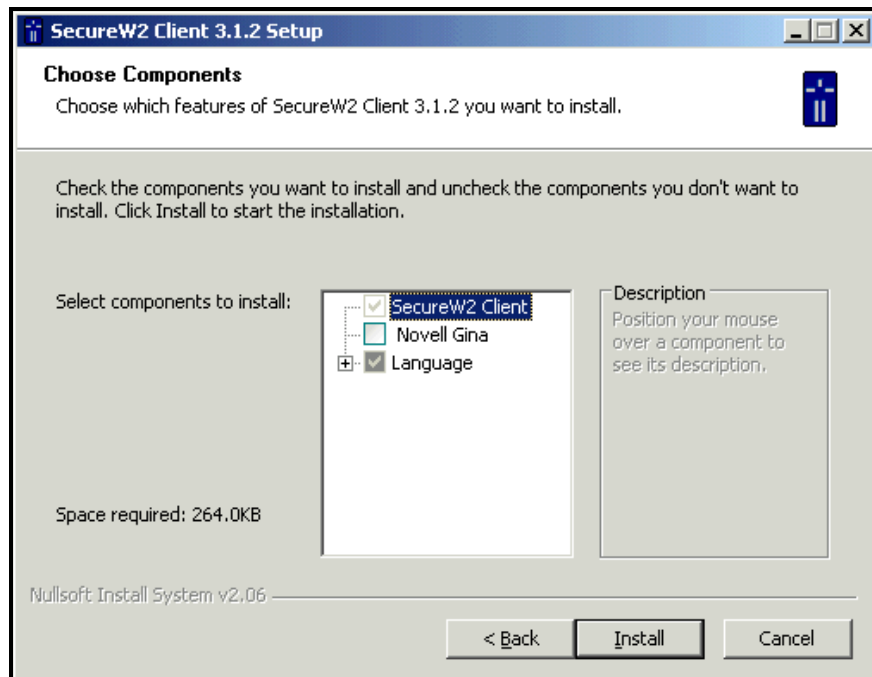 SecureW2 Client 3.1.2 Setup
Choose Components
Choose which features of SecureW2 Client 3.1.2 you want to install.
Check the components you want to install and uncheck the components you don't want to
install. Click Install to start the installation.
Select components to install:
SecureW2 Client
Novell Gina
Language
Description
Position your mouse
over a component to
see its description.
Space required: 264.0KB
Nullsoft Install System v2.06
< Back
Install
Cancel